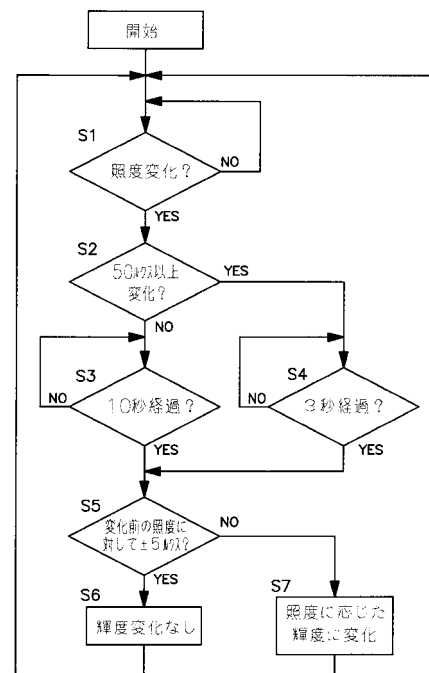 開始
S1
照度変化？
NO
YES
S2
50ルクス以上
変化？
YES
NO
S3
10秒経過？
NO
YES
S4
3秒経過？
NO
YES
S5
変化前の照度に
対して±5ルクス？
NO
YES
S6
輝度変化なし
S7
照度に応じた
輝度に変化